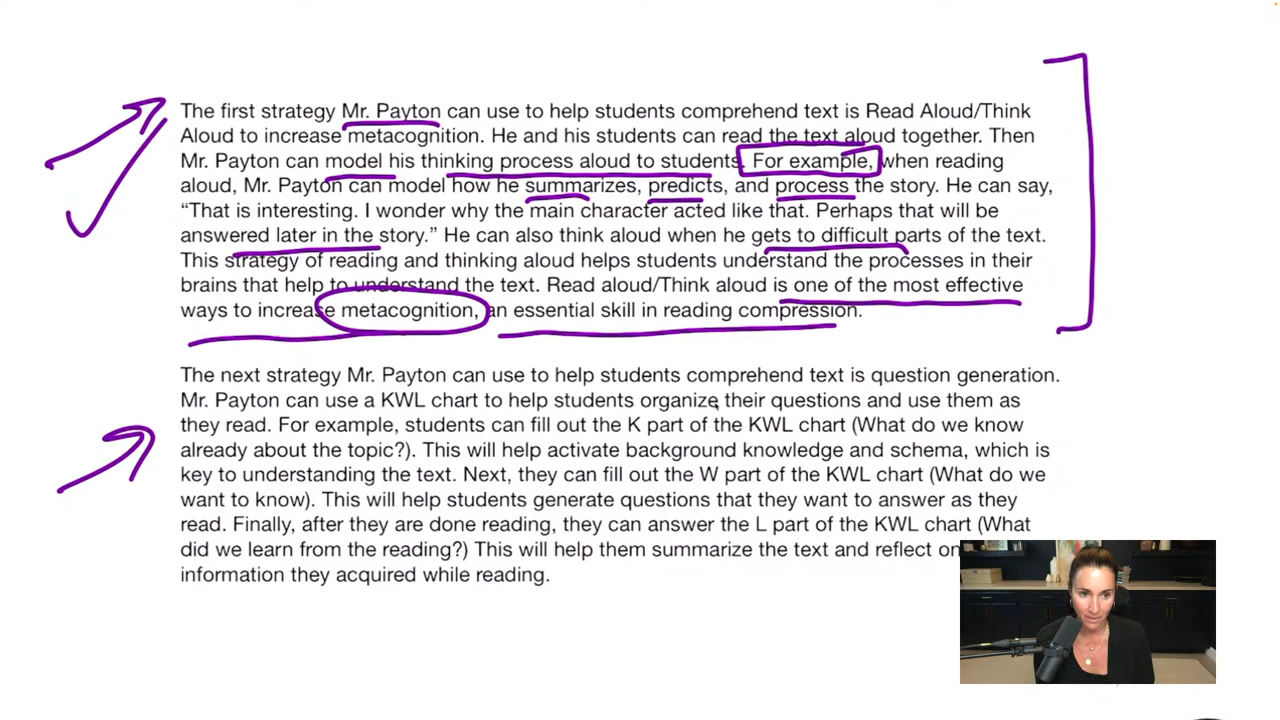 The first strategy Mr. Payton can use to help students comprehend text is Read Aloud/Think
Aloud to increase metacognition. He and his students can read the text aloud together. Then
Mr. Payton can model his thinking process aloud to students. For example, when reading
aloud, Mr. Payton can model how he summarizes, predicts, and process the story. He can say,
“That is interesting. I wonder why the main character acted like that. Perhaps that will be
answered later in the story.” He can also think aloud when he gets to difficult parts of the text.
This strategy of reading and thinking aloud helps students understand the processes in their
brains that help to understand the text. Read aloud/Think aloud is one of the most effective
ways to increase metacognition, an essential skill in reading compression.
The next strategy Mr. Payton can use to help students comprehend text is question generation.
Mr. Payton can use a KWL chart to help students organize their questions and use them as
they read. For example, students can fill out the K part of the KWL chart (What do we know
already about the topic?). This will help activate background knowledge and schema, which is
key to understanding the text. Next, they can fill out the W part of the KWL chart (What do we
want to know). This will help students generate questions that they want to answer as they
read. Finally, after they are done reading, they can answer the L part of the KWL chart (What
did we learn from the reading?) This will help them summarize the text and reflect on
information they acquired while reading.